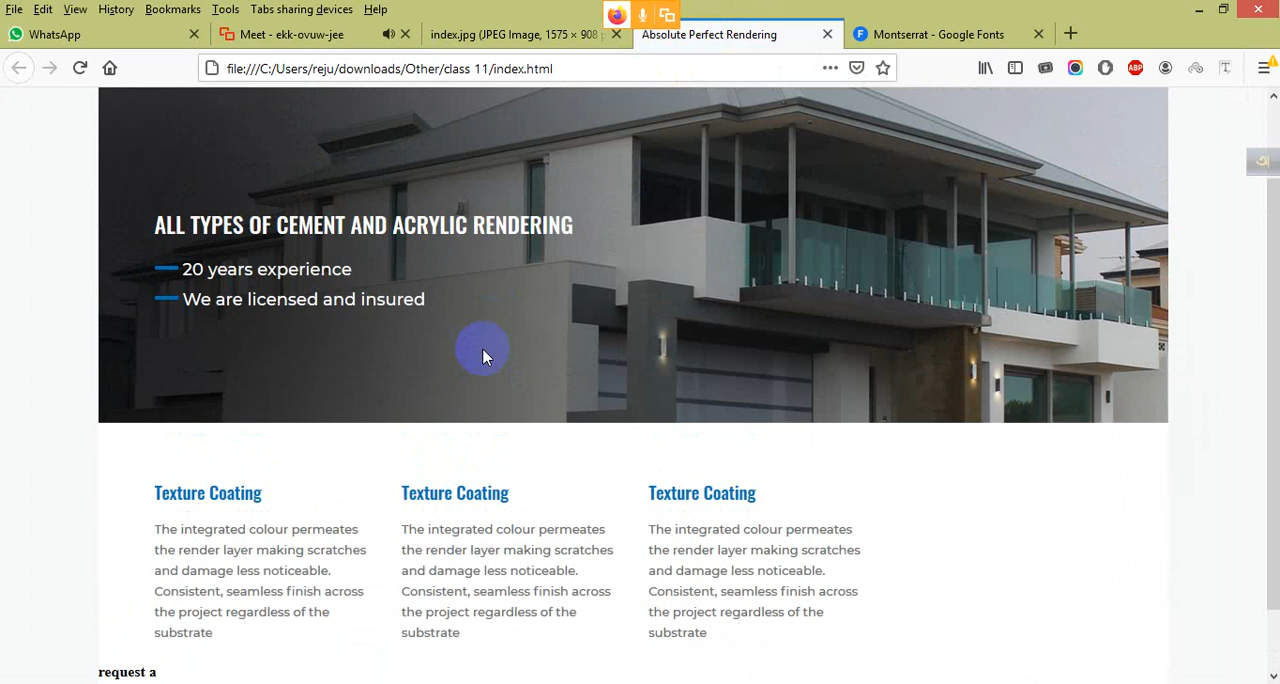 File Edit View History Bookmarks Tools Tabs sharing devices Help
WhatsApp Meet - ekk-ovuw-jee index.jpg (JPEG Image, 1575 × 908 p Absolute Perfect Rendering Montserrat - Google Fonts
file:///C:/Users/reju/downloads/Other/class 11/index.html
ABP
ALL TYPES OF CEMENT AND ACRYLIC RENDERING
20 years experience
We are licensed and insured
Texture Coating Texture Coating Texture Coating
The integrated colour permeates The integrated colour permeates The integrated colour permeates
the render layer making scratches the render layer making scratches the render layer making scratches
and damage less noticeable. and damage less noticeable. and damage less noticeable.
Consistent, seamless finish across Consistent, seamless finish across Consistent, seamless finish across
the project regardless of the the project regardless of the the project regardless of the
substrate substrate substrate
request a